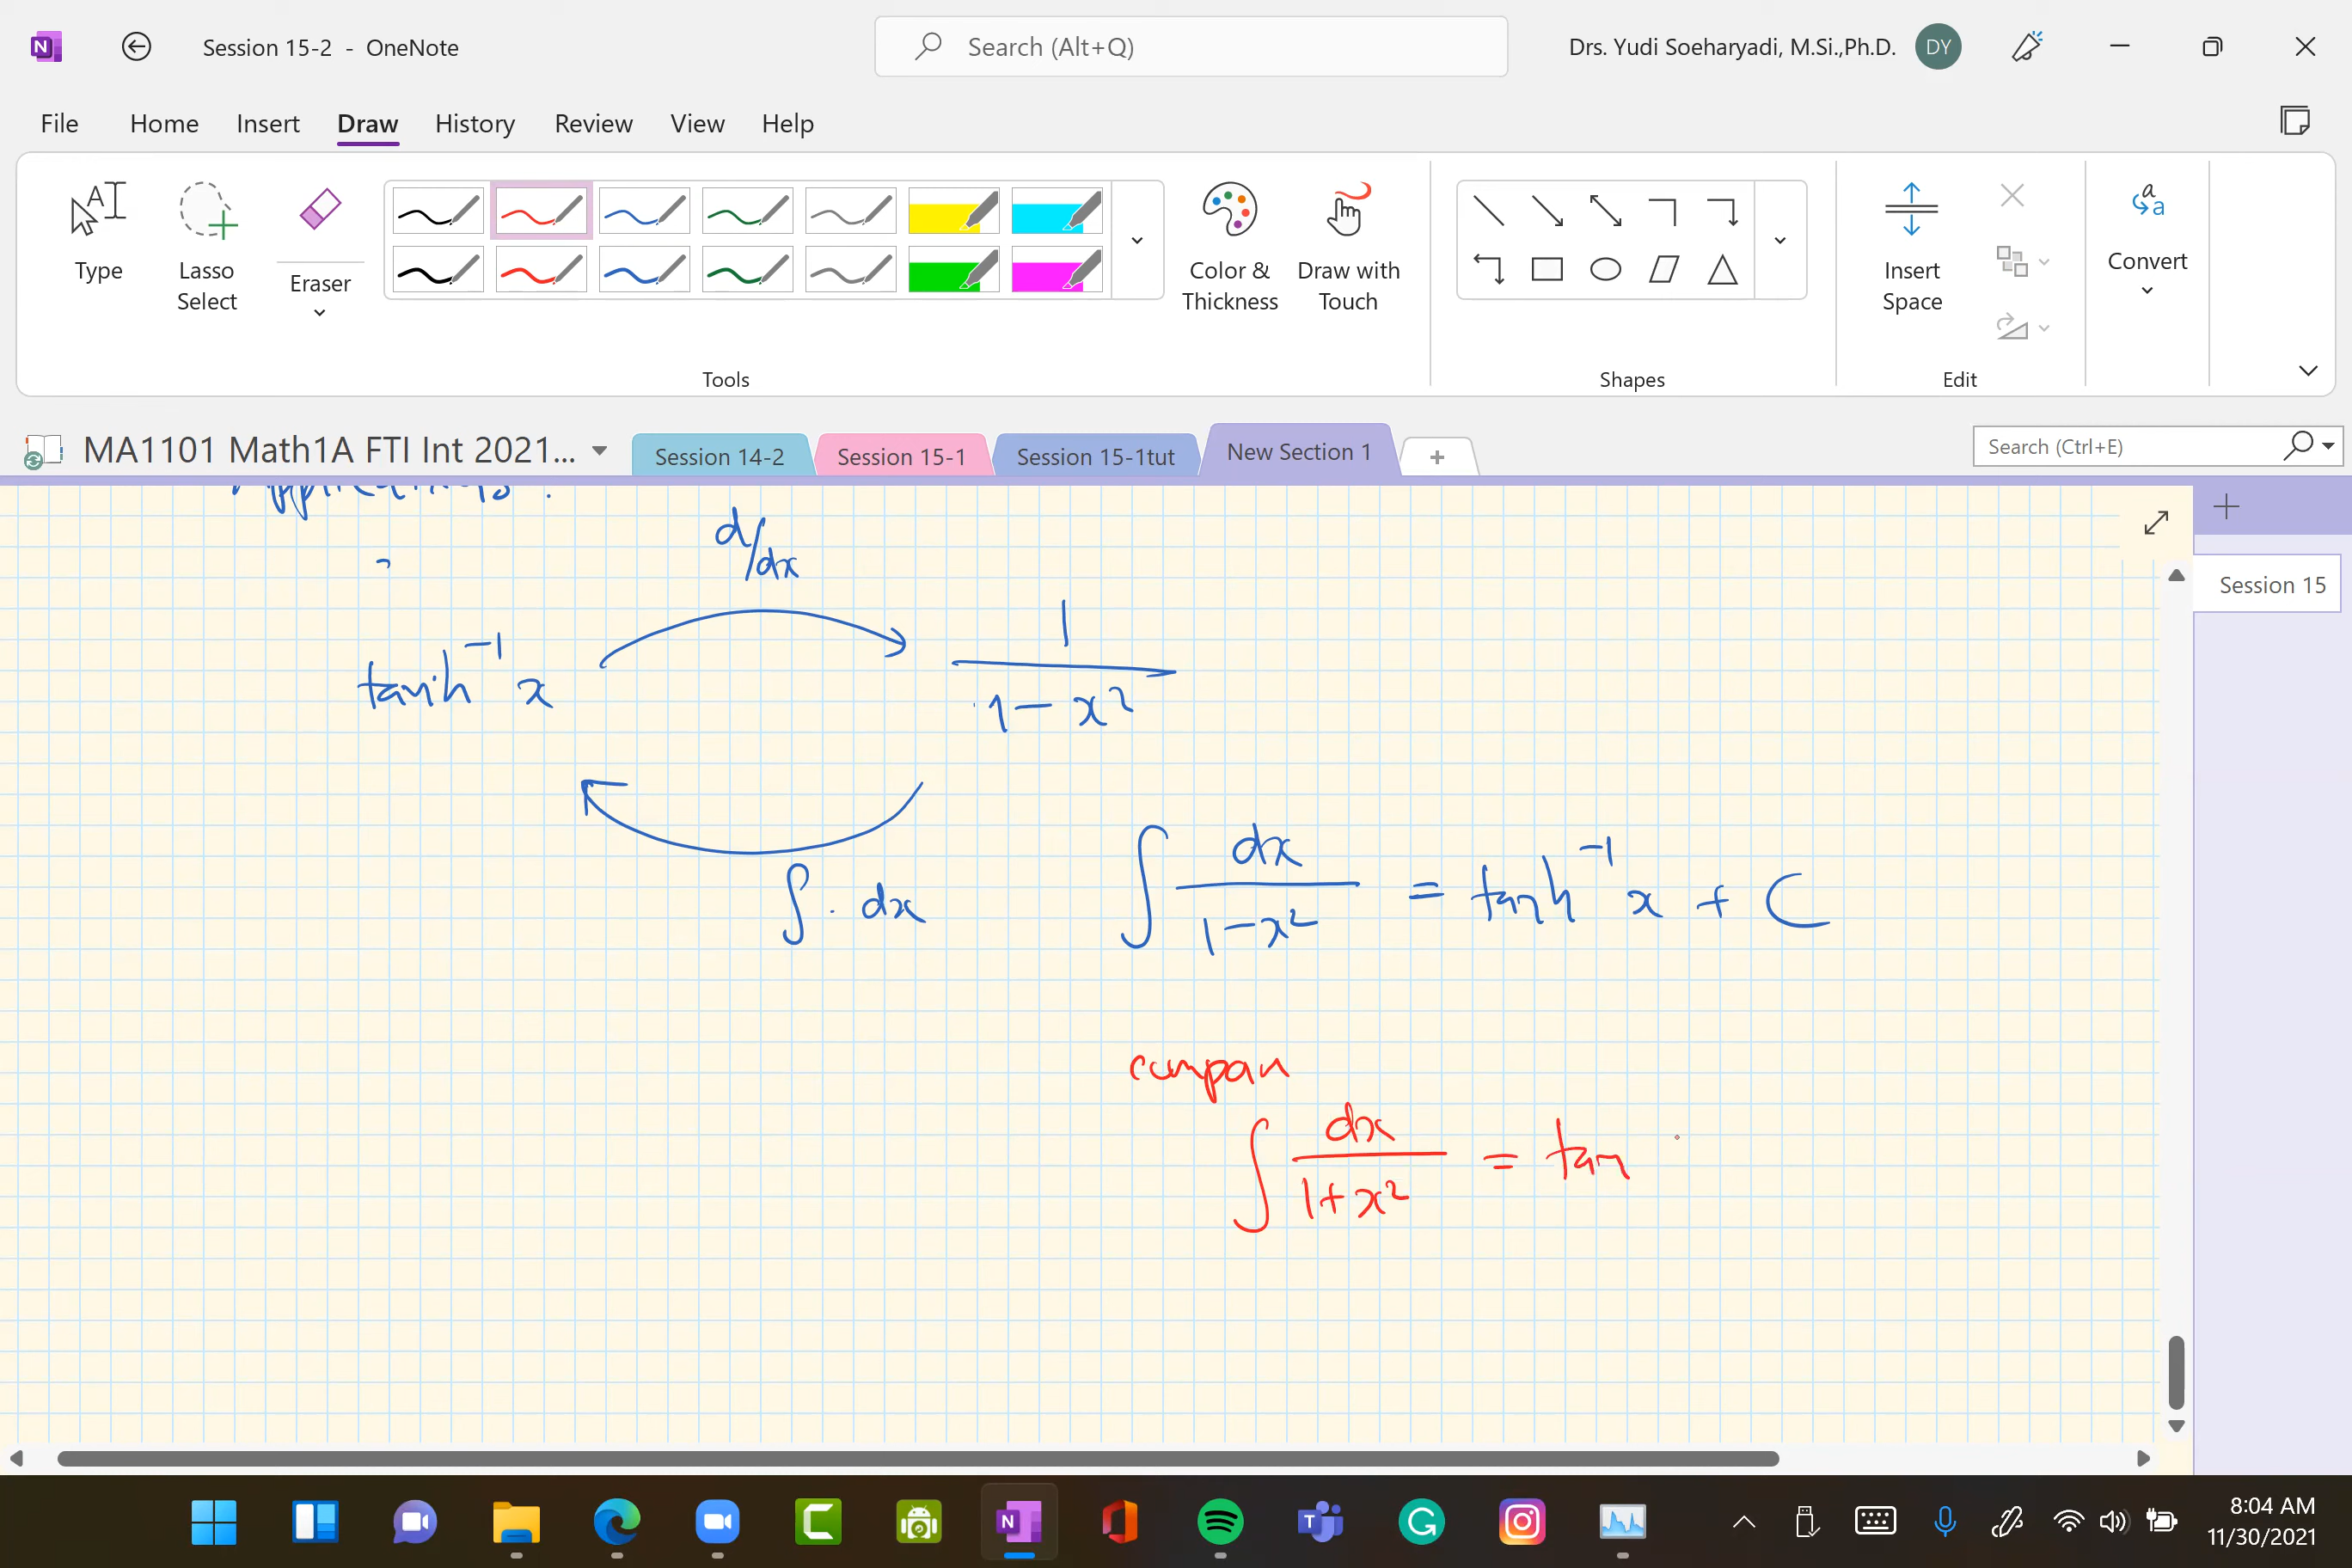 Session 15-2 - OneNote
Search (Alt+Q)
Drs. Yudi Soeharyadi, M.Si.,Ph.D.
DY
File Home Insert Draw History Review View Help
Type
Lasso Select
Eraser
Color & Thickness
Draw with Touch
Insert Space
Convert
Tools
Shapes
Edit
MA1101 Math1A FTI Int 2021...
Session 14-2
Session 15-1
Session 15-1tut
New Section 1
Search (Ctrl+E)
Session 15
d/dx
tanh⁻¹ x
1/(1-x²)
∫ · dx
∫ dx/(1-x²) = tanh⁻¹ x + C
∫ dx/(1+x²) = tan
8:04 AM
11/30/2021